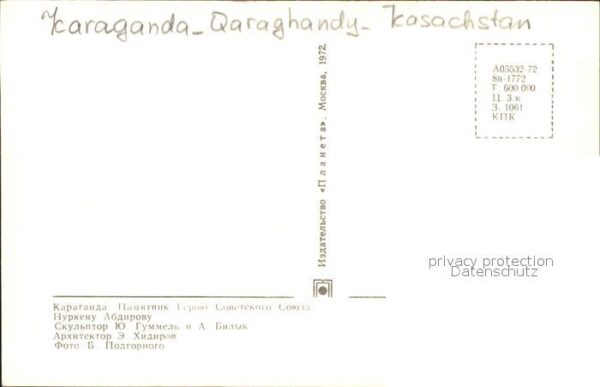 Karaganda - Qaraghandy - Kasachstan
А05532-72
8в-1772
Т. 600.000
Ц. 3 к.
З. 1061
КПК
Издательство «Планета». Москва, 1972.
privacy protection
Datenschutz
Караганда. Памятник Герою Советского Союза
Нуркену Абдирову
Скульптор Ю. Гуммель и А. Билык
Архитектор Э. Хидиров
Фото Б. Подгорного